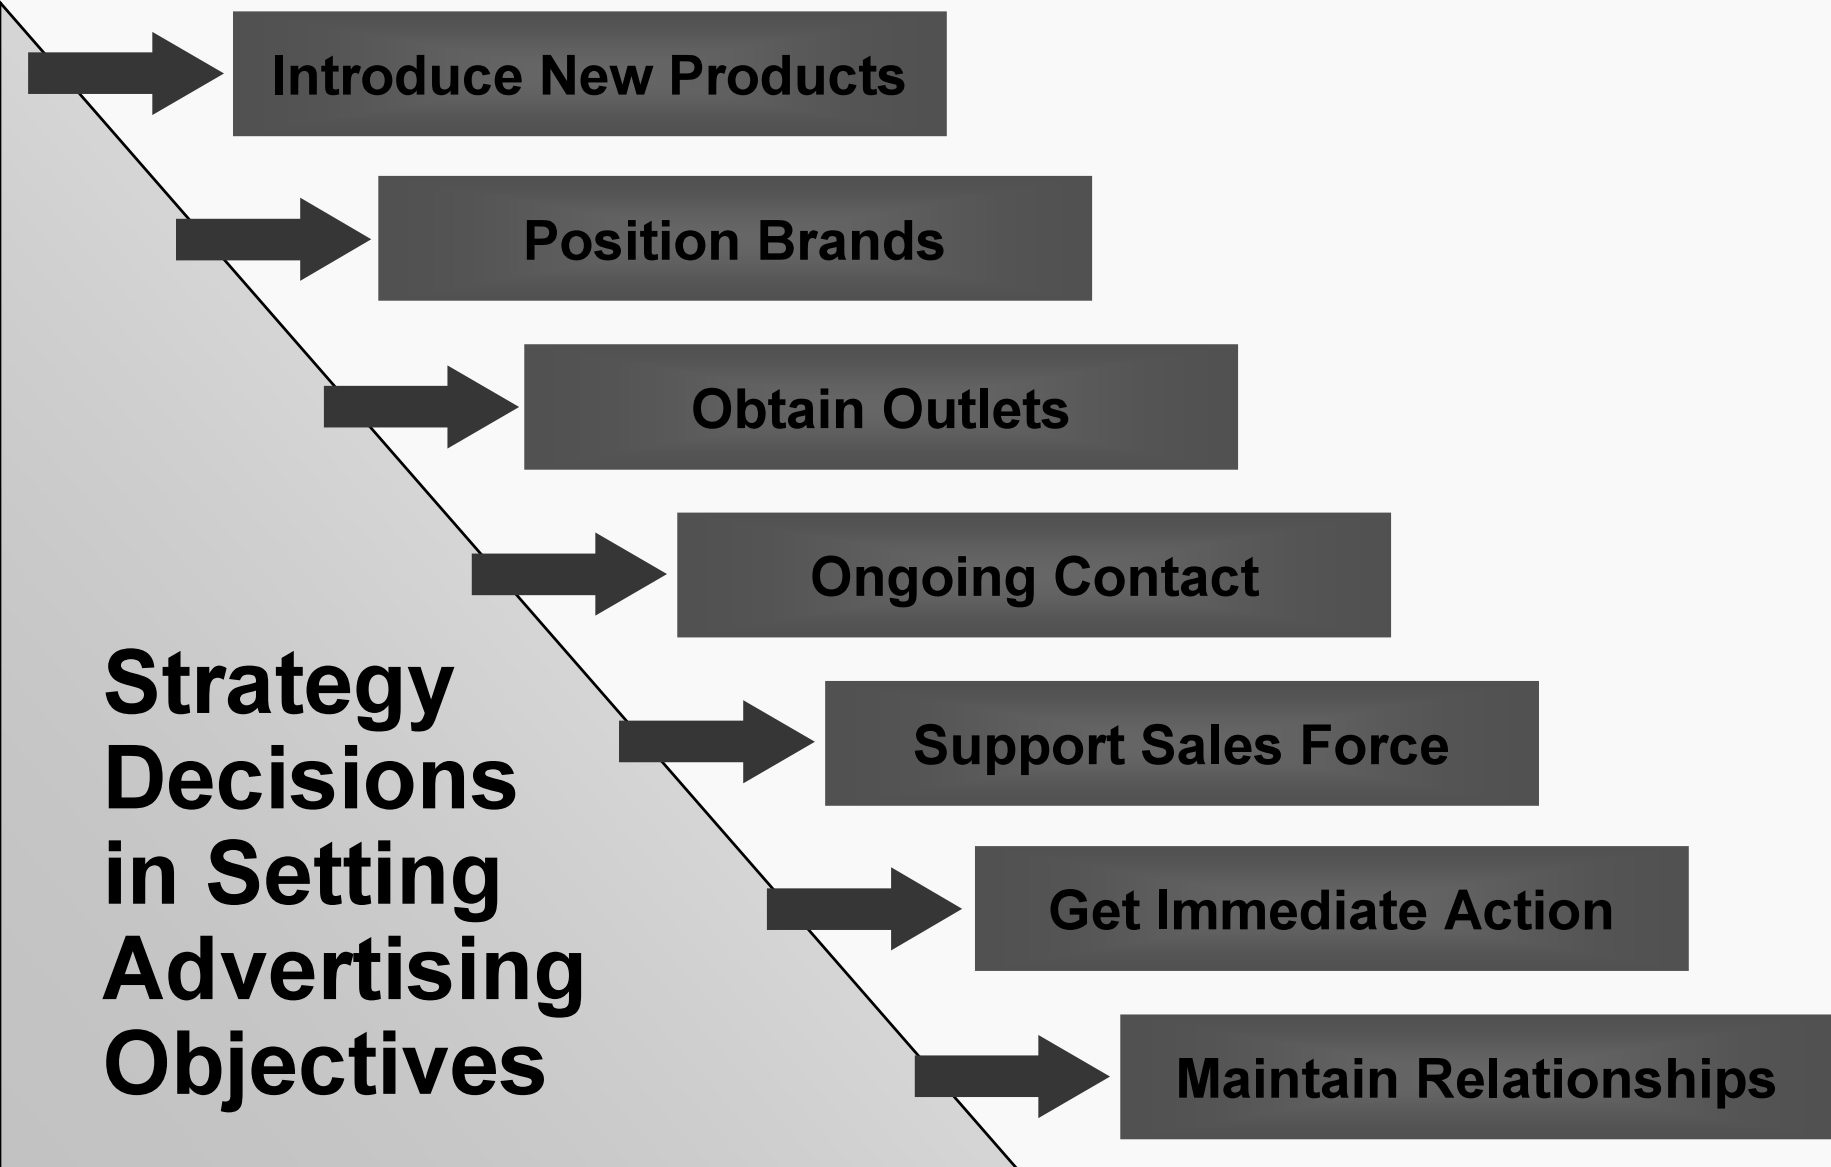 Introduce New Products
Position Brands
Obtain Outlets
Ongoing Contact
Support Sales Force
Get Immediate Action
Maintain Relationships
Strategy
Decisions
in Setting
Advertising
Objectives